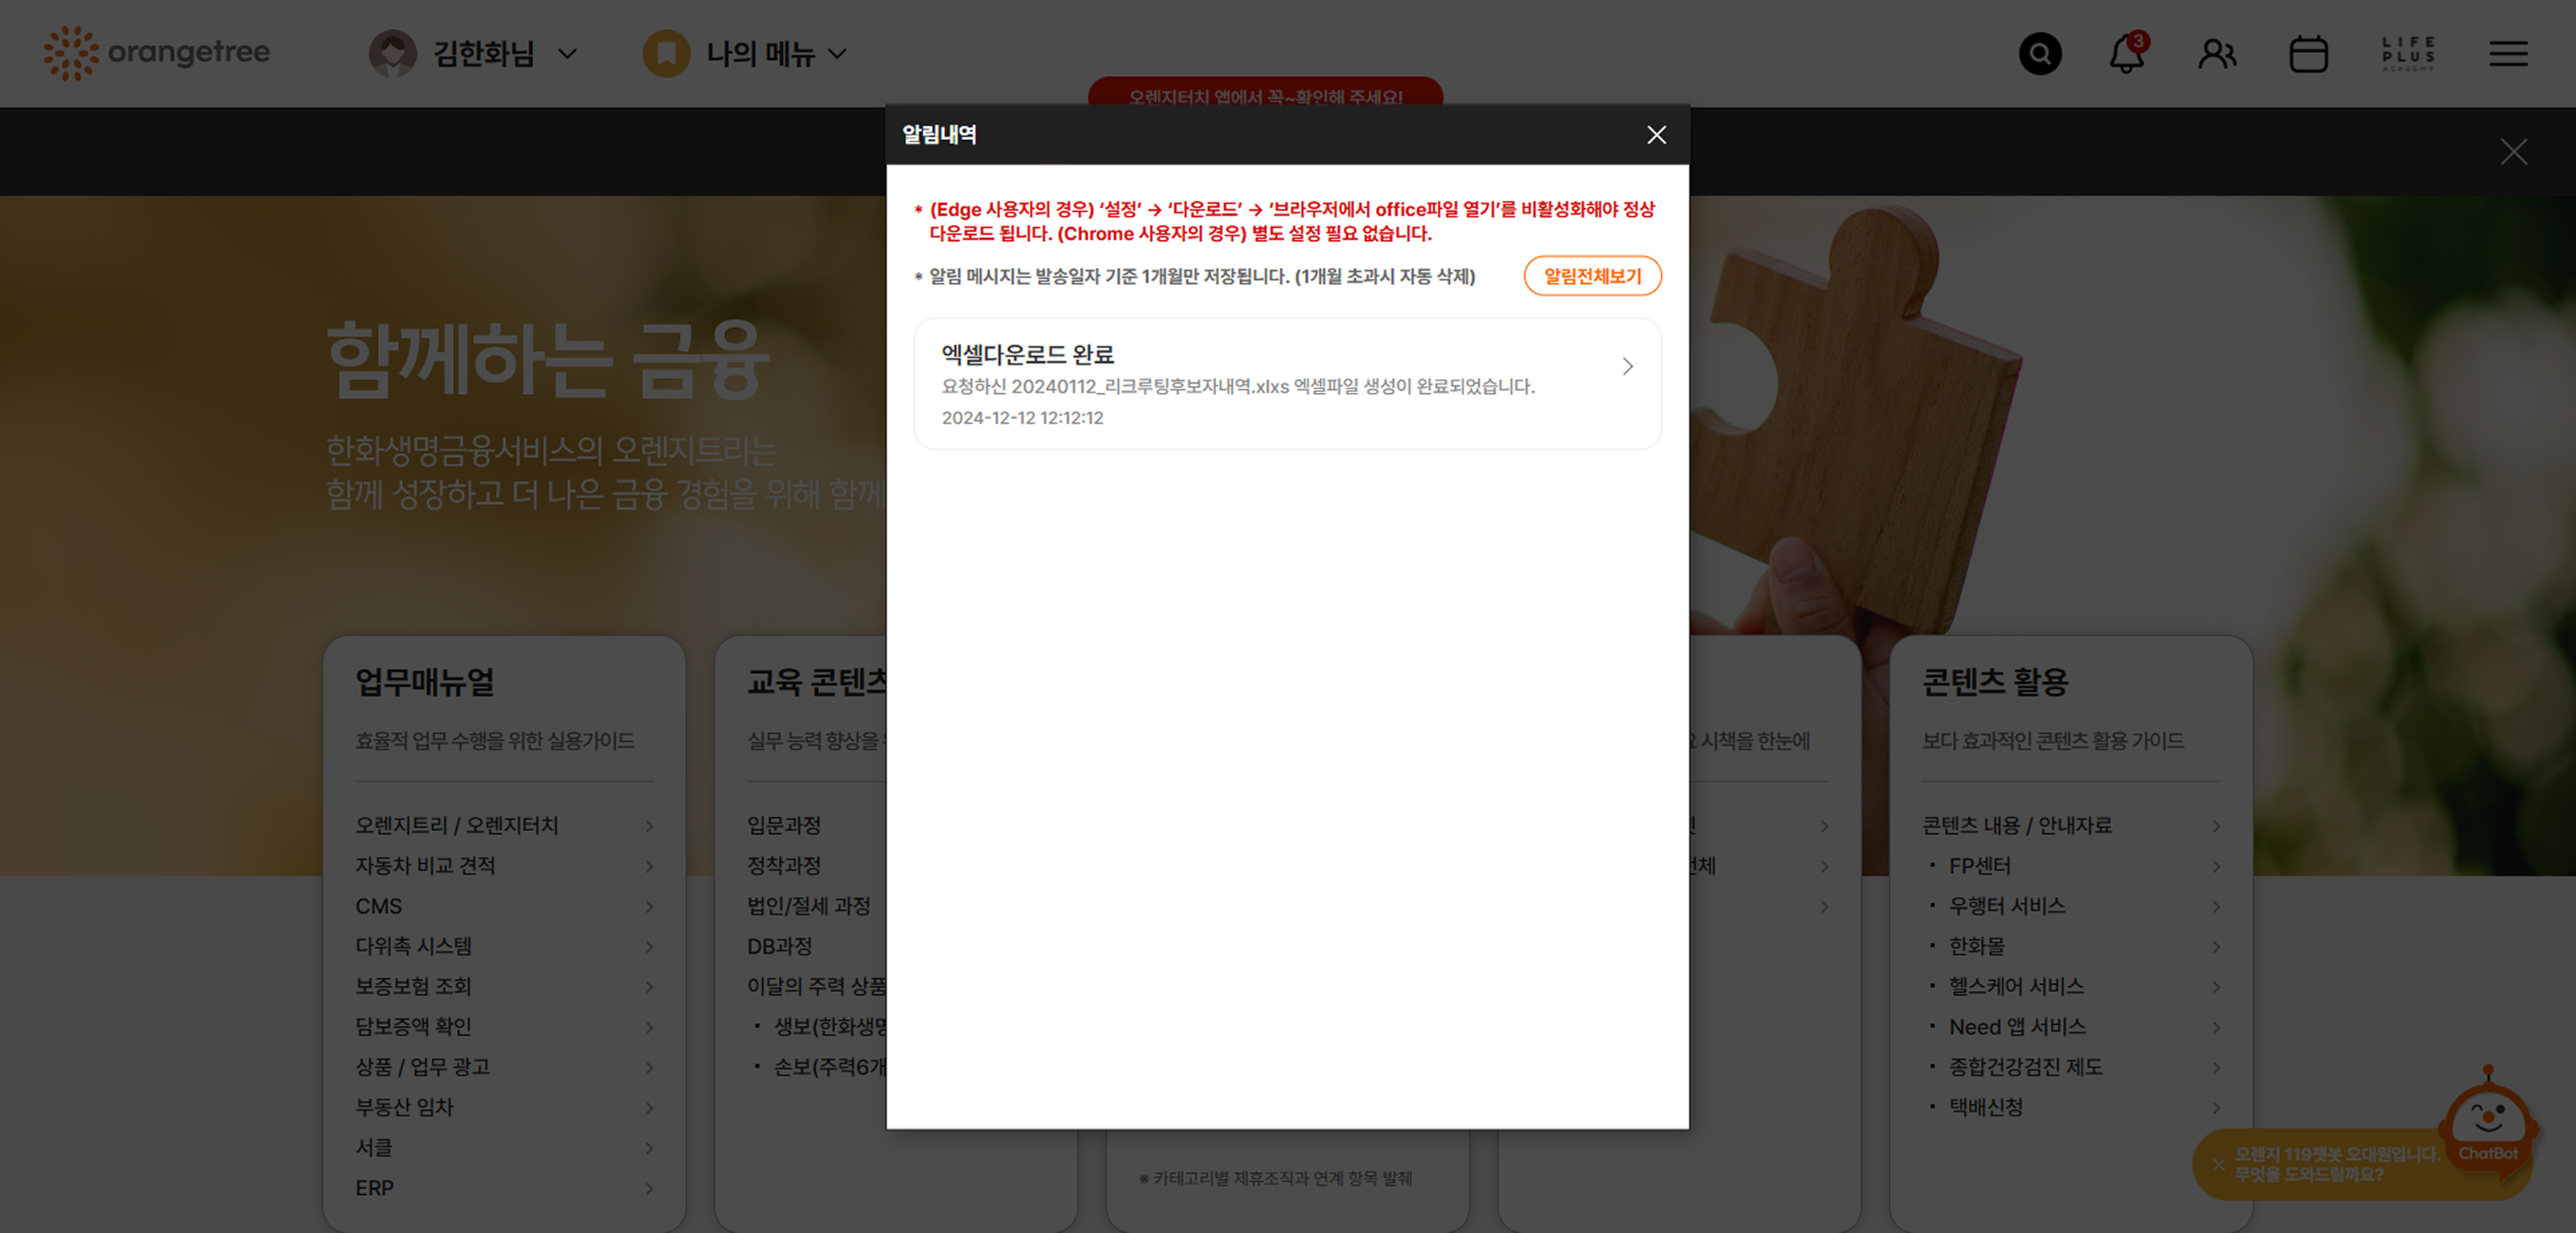 orangetree
김한화님
나의 메뉴
3
LIFE
PLUS
ACADEMY
오렌지터치 앱에서 꼭~확인해 주세요!
알림내역
* (Edge 사용자의 경우) ‘설정’ → ‘다운로드’ → ‘브라우저에서 office파일 열기’를 비활성화해야 정상
다운로드 됩니다. (Chrome 사용자의 경우) 별도 설정 필요 없습니다.
* 알림 메시지는 발송일자 기준 1개월만 저장됩니다. (1개월 초과시 자동 삭제)
알림전체보기
엑셀다운로드 완료
요청하신 20240112_리크루팅후보자내역.xlxs 엑셀파일 생성이 완료되었습니다.
2024-12-12 12:12:12
함께하는 금융
한화생명금융서비스의 오렌지트리는
함께 성장하고 더 나은 금융 경험을 위해 함께
업무매뉴얼
효율적 업무 수행을 위한 실용가이드
오렌지트리 / 오렌지터치
자동차 비교 견적
CMS
다위촉 시스템
보증보험 조회
담보증액 확인
상품 / 업무 광고
부동산 임차
서클
ERP
교육 콘텐츠
실무 능력 향상을
입문과정
정착과정
법인/절세 과정
DB과정
이달의 주력 상품
· 생보(한화생명
· 손보(주력6개
※ 카테고리별 제휴조직과 연계 항목 발췌
시책을 한눈에
콘텐츠 활용
보다 효과적인 콘텐츠 활용 가이드
콘텐츠 내용 / 안내자료
· FP센터
· 우행터 서비스
· 한화몰
· 헬스케어 서비스
· Need 앱 서비스
· 종합건강검진 제도
· 택배신청
오렌지 119챗봇 오대원입니다.
무엇을 도와드릴까요?
ChatBot